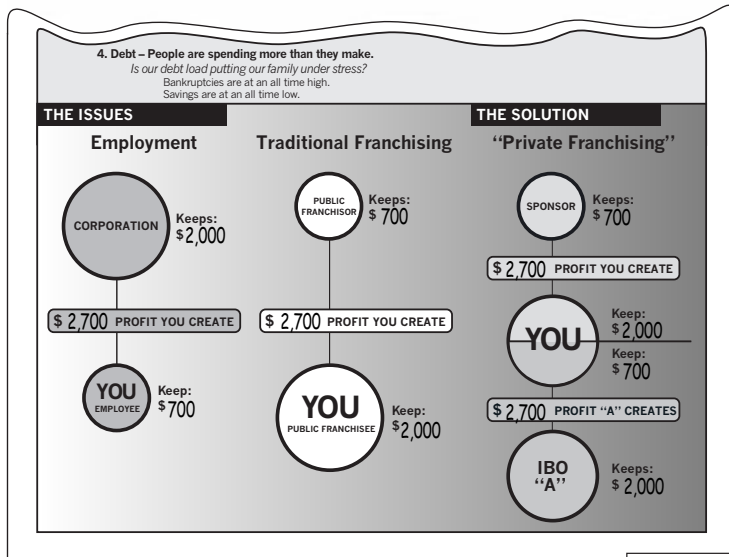 4. Debt – People are spending more than they make.
Is our debt load putting our family under stress?
Bankruptcies are at an all time high.
Savings are at an all time low.
THE ISSUES
THE SOLUTION
Employment
Traditional Franchising
“Private Franchising”
CORPORATION
Keeps:
$2,000
$ 2,700 PROFIT YOU CREATE
YOU
EMPLOYEE
Keep:
$700
PUBLIC
FRANCHISOR
Keeps:
$ 700
$ 2,700 PROFIT YOU CREATE
YOU
PUBLIC FRANCHISEE
Keep:
$2,000
SPONSOR
Keeps:
$ 700
$ 2,700 PROFIT YOU CREATE
YOU
Keep:
$ 2,000
Keep:
$ 700
$ 2,700 PROFIT “A” CREATES
IBO
“A”
Keeps:
$ 2,000